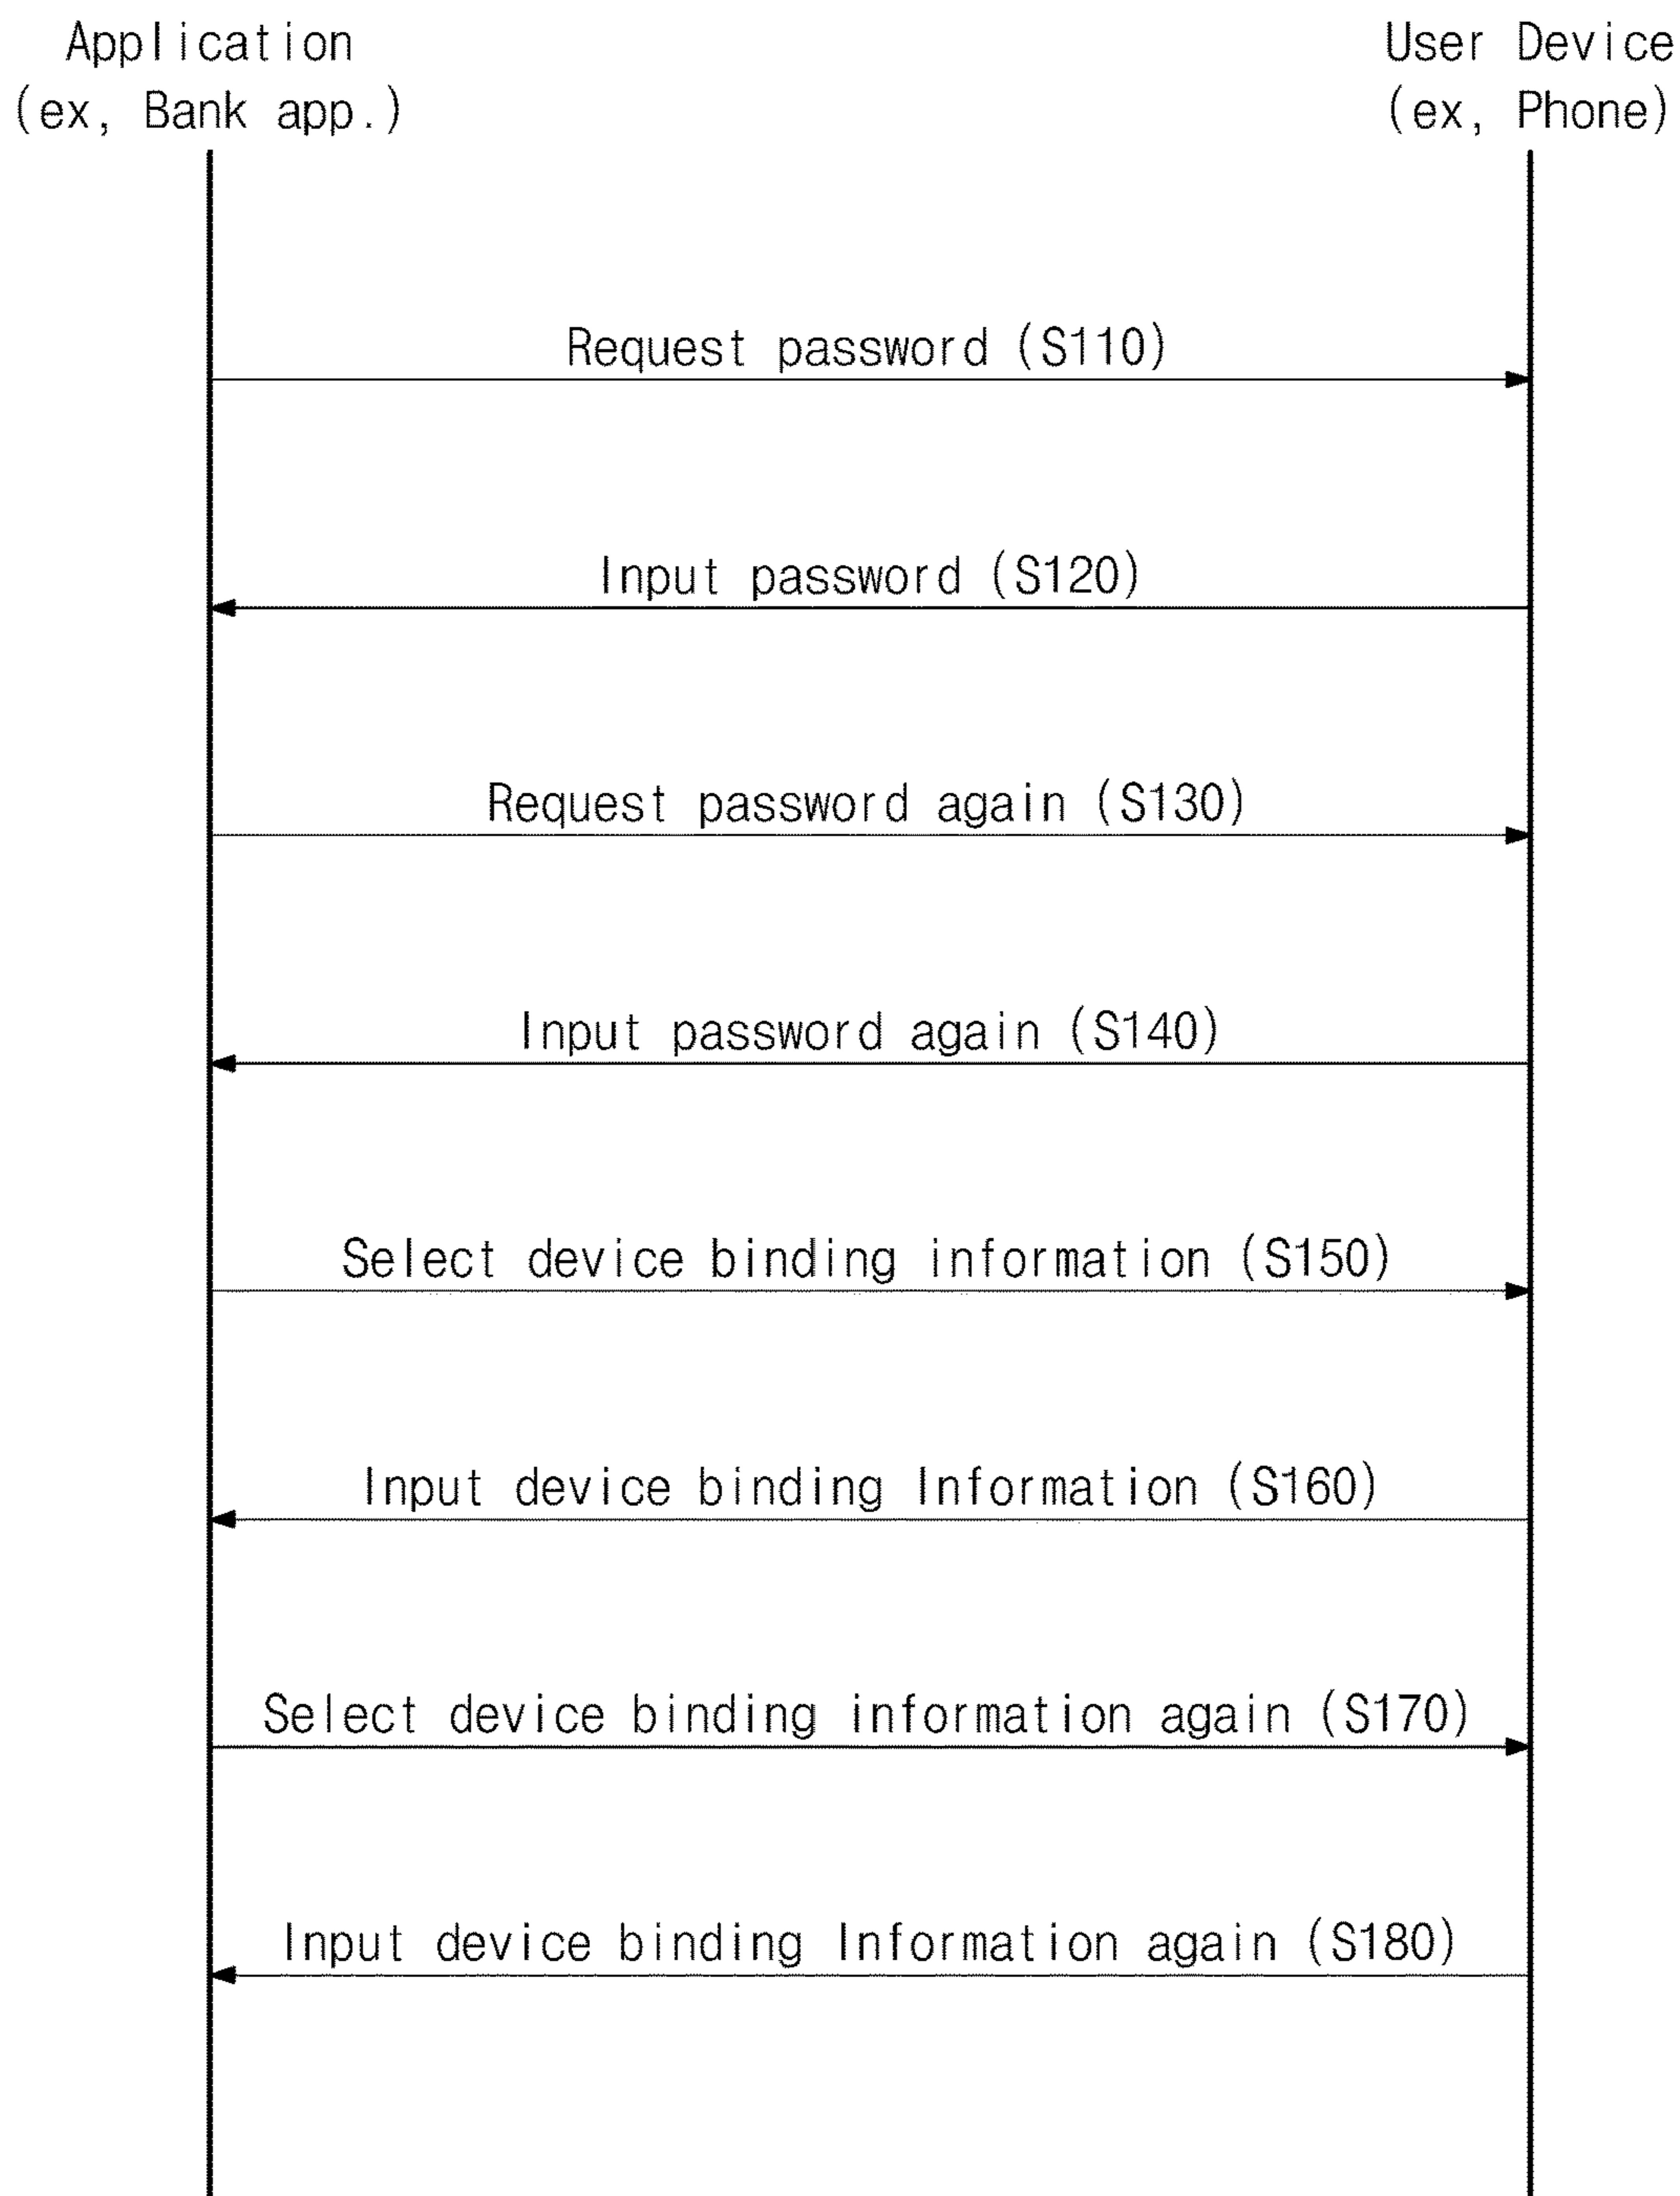 Application
(ex, Bank app.)
User Device
(ex, Phone)
Request password (S110)
Input password (S120)
Request password again (S130)
Input password again (S140)
Select device binding information (S150)
Input device binding Information (S160)
Select device binding information again (S170)
Input device binding Information again (S180)